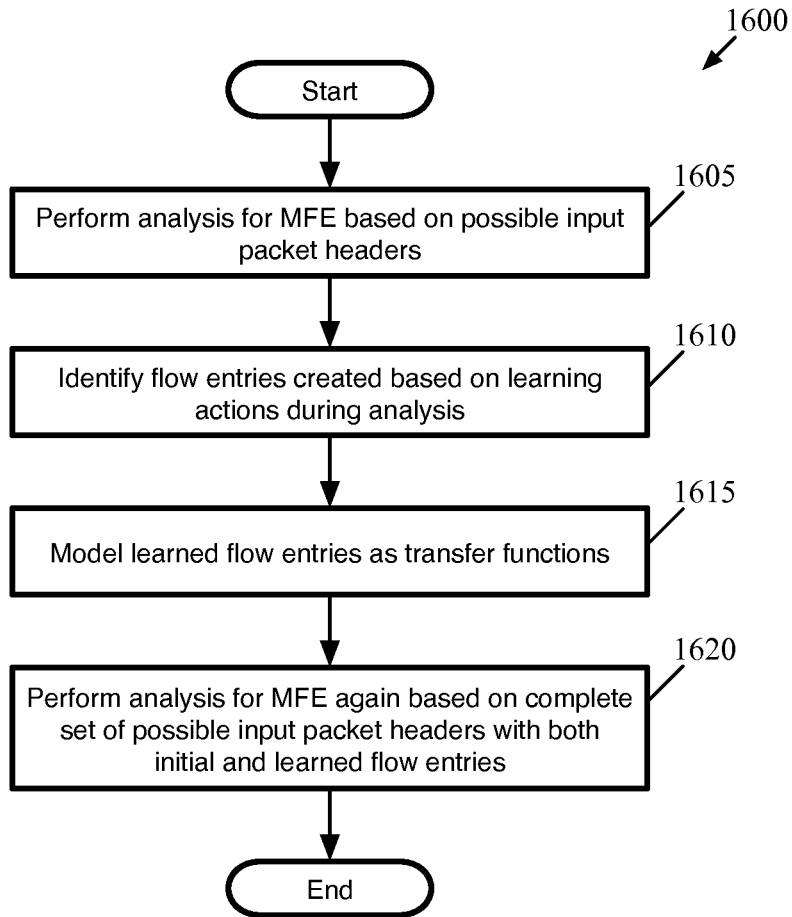 1600
Start
1605
Perform analysis for MFE based on possible input
packet headers
1610
Identify flow entries created based on learning
actions during analysis
1615
Model learned flow entries as transfer functions
1620
Perform analysis for MFE again based on complete
set of possible input packet headers with both
initial and learned flow entries
End